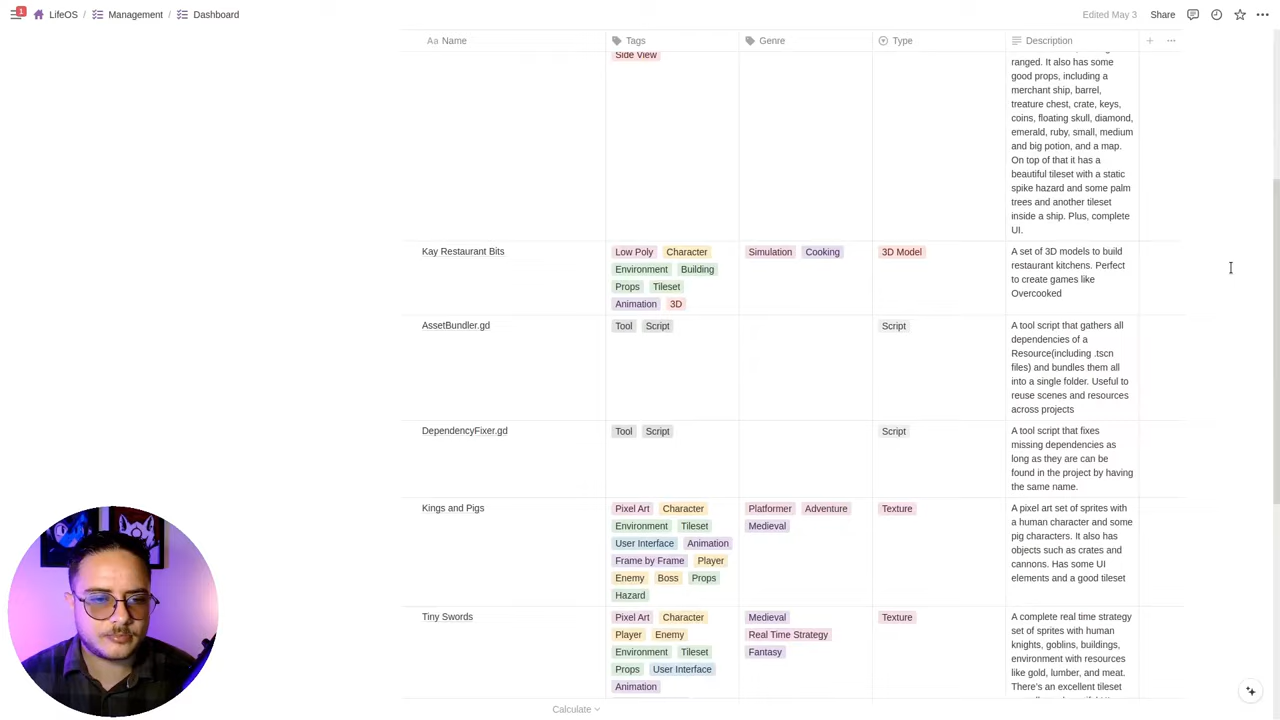 1
LifeOS / Management / Dashboard
Edited May 3 Share
Aa Name Tags Genre Type Description
Side View
ranged. It also has some
good props, including a
merchant ship, barrel,
treature chest, crate, keys,
coins, floating skull, diamond,
emerald, ruby, small, medium
and big potion, and a map.
On top of that it has a
beautiful tileset with a static
spike hazard and some palm
trees and another tileset
inside a ship. Plus, complete
UI.
Kay Restaurant Bits
Low Poly Character
Environment Building
Props Tileset
Animation 3D
Simulation Cooking
3D Model
A set of 3D models to build
restaurant kitchens. Perfect
to create games like
Overcooked
AssetBundler.gd
Tool Script
Script
A tool script that gathers all
dependencies of a
Resource(including .tscn
files) and bundles them all
into a single folder. Useful to
reuse scenes and resources
across projects
DependencyFixer.gd
Tool Script
Script
A tool script that fixes
missing dependencies as
long as they are can be
found in the project by having
the same name.
Kings and Pigs
Pixel Art Character
Environment Tileset
User Interface Animation
Frame by Frame Player
Enemy Boss Props
Hazard
Platformer Adventure
Medieval
Texture
A pixel art set of sprites with
a human character and some
pig characters. It also has
objects such as crates and
cannons. Has some UI
elements and a good tileset
Tiny Swords
Pixel Art Character
Player Enemy
Environment Tileset
Props User Interface
Animation
Medieval
Real Time Strategy
Fantasy
Texture
A complete real time strategy
set of sprites with human
knights, goblins, buildings,
environment with resources
like gold, lumber, and meat.
There's an excellent tileset
Calculate